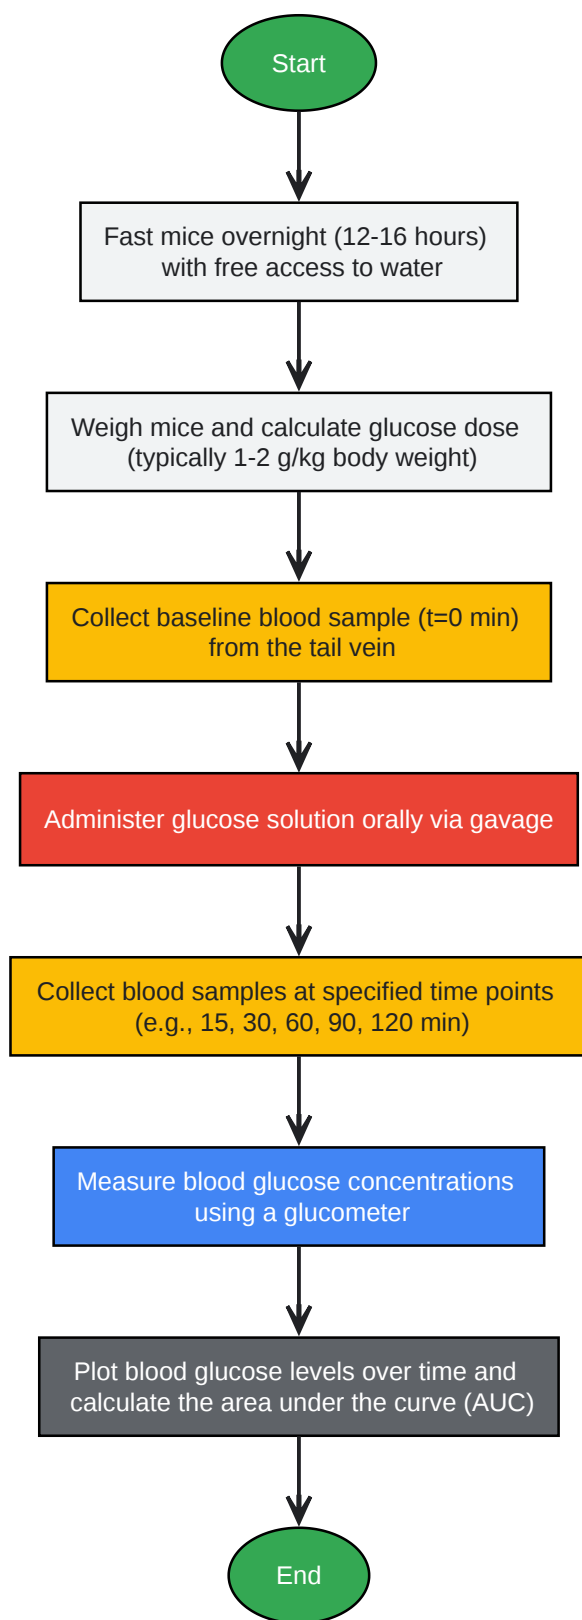 Start
Fast mice overnight (12-16 hours)
with free access to water
Weigh mice and calculate glucose dose
(typically 1-2 g/kg body weight)
Collect baseline blood sample (t=0 min)
from the tail vein
Administer glucose solution orally via gavage
Collect blood samples at specified time points
(e.g., 15, 30, 60, 90, 120 min)
Measure blood glucose concentrations
using a glucometer
Plot blood glucose levels over time and
calculate the area under the curve (AUC)
End